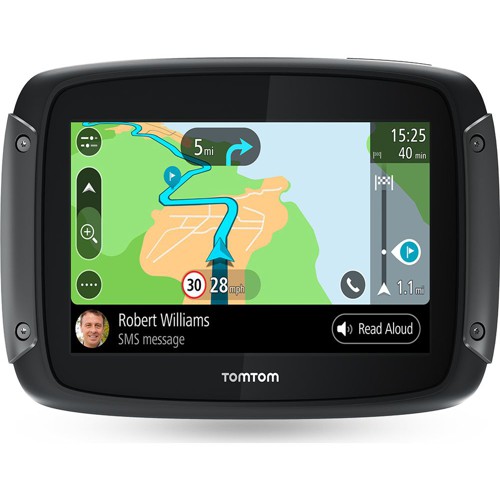 5 mi
15:25
40 min
30
28 mph
1.1 mi
Robert Williams
SMS message
Read Aloud
TOMTOM